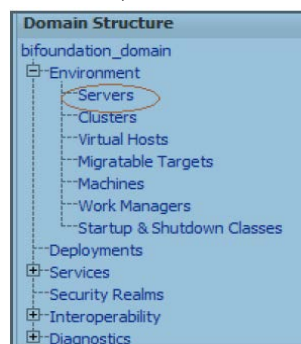 Domain Structure
bifoundation_domain
Environment
Servers
Clusters
Virtual Hosts
Migratable Targets
Machines
Work Managers
Startup & Shutdown Classes
Deployments
Services
Security Realms
Interoperability
Diagnostics